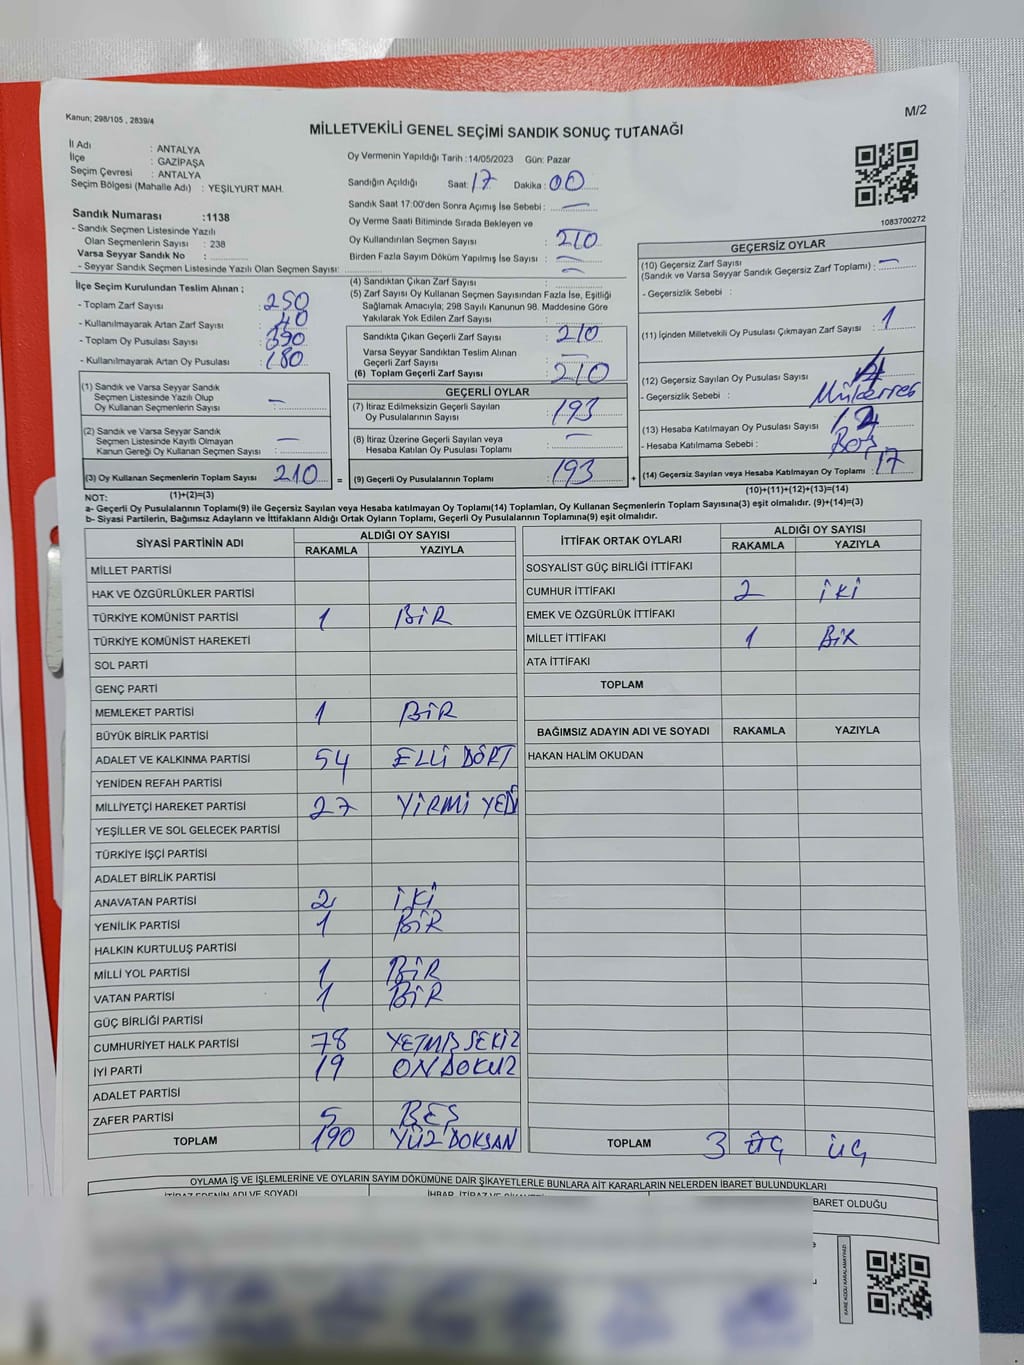 Kanun; 298/105 , 2839/4
M/2
MİLLETVEKİLİ GENEL SEÇİMİ SANDIK SONUÇ TUTANAĞI
İl Adı : ANTALYA
İlçe : GAZİPAŞA
Seçim Çevresi : ANTALYA
Seçim Bölgesi (Mahalle Adı) : YEŞİLYURT MAH.
Sandık Numarası :1138
- Sandık Seçmen Listesinde Yazılı
Olan Seçmenlerin Sayısı : 238
Varsa Seyyar Sandık No :
- Seyyar Sandık Seçmen Listesinde Yazılı Olan Seçmen Sayısı:
Oy Vermenin Yapıldığı Tarih :14/05/2023 Gün: Pazar
Sandığın Açıldığı Saat: 17 Dakika : 00
Sandık Saat 17:00'den Sonra Açımış İse Sebebi : —
Oy Verme Saati Bitiminde Sırada Bekleyen ve
Oy Kullandırılan Seçmen Sayısı : 210
Birden Fazla Sayım Döküm Yapılmış İse Sayısı : —
1083700272
İlçe Seçim Kurulundan Teslim Alınan ;
- Toplam Zarf Sayısı : 250
- Kullanılmayarak Artan Zarf Sayısı : 40
- Toplam Oy Pusulası Sayısı : 390
- Kullanılmayarak Artan Oy Pusulası : 180
(1) Sandık ve Varsa Seyyar Sandık
Seçmen Listesinde Yazılı Olup
Oy Kullanan Seçmenlerin Sayısı : —
(2) Sandık ve Varsa Seyyar Sandık
Seçmen Listesinde Kayıtlı Olmayan
Kanun Gereği Oy Kullanan Seçmen Sayısı : —
(3) Oy Kullanan Seçmenlerin Toplam Sayısı : 210
(1)+(2)=(3)
(4) Sandıktan Çıkan Zarf Sayısı : —
(5) Zarf Sayısı Oy Kullanan Seçmen Sayısından Fazla İse, Eşitliği
Sağlamak Amacıyla; 298 Sayılı Kanunun 98. Maddesine Göre
Yakılarak Yok Edilen Zarf Sayısı :
Sandıkta Çıkan Geçerli Zarf Sayısı : 210
Varsa Seyyar Sandıktan Teslim Alınan
Geçerli Zarf Sayısı : —
(6) Toplam Geçerli Zarf Sayısı : 210
GEÇERLİ OYLAR
(7) İtiraz Edilmeksizin Geçerli Sayılan
Oy Pusulalarının Sayısı : 193
(8) İtiraz Üzerine Geçerli Sayılan veya
Hesaba Katılan Oy Pusulası Toplamı : —
= (9) Geçerli Oy Pusulalarının Toplamı : 193
GEÇERSİZ OYLAR
(10) Geçersiz Zarf Sayısı
(Sandık ve Varsa Seyyar Sandık Geçersiz Zarf Toplamı) : —
- Geçersizlik Sebebi :
(11) İçinden Milletvekili Oy Pusulası Çıkmayan Zarf Sayısı : 1
(12) Geçersiz Sayılan Oy Pusulası Sayısı :
- Geçersizlik Sebebi : Mükerrer
(13) Hesaba Katılmayan Oy Pusulası Sayısı :
- Hesaba Katılmama Sebebi : Boş
+ (14) Geçersiz Sayılan veya Hesaba Katılmayan Oy Toplamı : 17
(10)+(11)+(12)+(13)=(14)
NOT:
a- Geçerli Oy Pusulalarının Toplamı(9) ile Geçersiz Sayılan veya Hesaba katılmayan Oy Toplamı(14) Toplamları, Oy Kullanan Seçmenlerin Toplam Sayısına(3) eşit olmalıdır. (9)+(14)=(3)
b- Siyasi Partilerin, Bağımsız Adayların ve İttifakların Aldığı Ortak Oyların Toplamı, Geçerli Oy Pusulalarının Toplamına(9) eşit olmalıdır.
SİYASİ PARTİNİN ADI ALDIĞI OY SAYISI
RAKAMLA YAZIYLA
MİLLET PARTİSİ
HAK VE ÖZGÜRLÜKLER PARTİSİ
TÜRKİYE KOMÜNİST PARTİSİ 1 BİR
TÜRKİYE KOMÜNİST HAREKETİ
SOL PARTİ
GENÇ PARTİ
MEMLEKET PARTİSİ 1 BİR
BÜYÜK BİRLİK PARTİSİ
ADALET VE KALKINMA PARTİSİ 54 ELLİ DÖRT
YENİDEN REFAH PARTİSİ
MİLLİYETÇİ HAREKET PARTİSİ 27 YİRMİ YEDİ
YEŞİLLER VE SOL GELECEK PARTİSİ
TÜRKİYE İŞÇİ PARTİSİ
ADALET BİRLİK PARTİSİ
ANAVATAN PARTİSİ 2 İKİ
YENİLİK PARTİSİ 1 BİR
HALKIN KURTULUŞ PARTİSİ
MİLLİ YOL PARTİSİ 1 BİR
VATAN PARTİSİ 1 BİR
GÜÇ BİRLİĞİ PARTİSİ
CUMHURİYET HALK PARTİSİ 78 YETMİŞ SEKİZ
İYİ PARTİ 19 ON DOKUZ
ADALET PARTİSİ
ZAFER PARTİSİ 5 BEŞ
TOPLAM 190 YÜZ DOKSAN
İTTİFAK ORTAK OYLARI ALDIĞI OY SAYISI
RAKAMLA YAZIYLA
SOSYALİST GÜÇ BİRLİĞİ İTTİFAKI
CUMHUR İTTİFAKI 2 İKİ
EMEK VE ÖZGÜRLÜK İTTİFAKI
MİLLET İTTİFAKI 1 BİR
ATA İTTİFAKI
TOPLAM
BAĞIMSIZ ADAYIN ADI VE SOYADI RAKAMLA YAZIYLA
HAKAN HALİM OKUDAN
TOPLAM 3 ÜÇ ÜÇ
OYLAMA İŞ VE İŞLEMLERİNE VE OYLARIN SAYIM DÖKÜMÜNE DAİR ŞİKAYETLERLE BUNLARA AİT KARARLARIN NELERDEN İBARET BULUNDUKLARI
İTİRAZ EDENİN ADI VE SOYADI
BARET OLDUĞU
KARE KODU KARALAMAYINIZ!